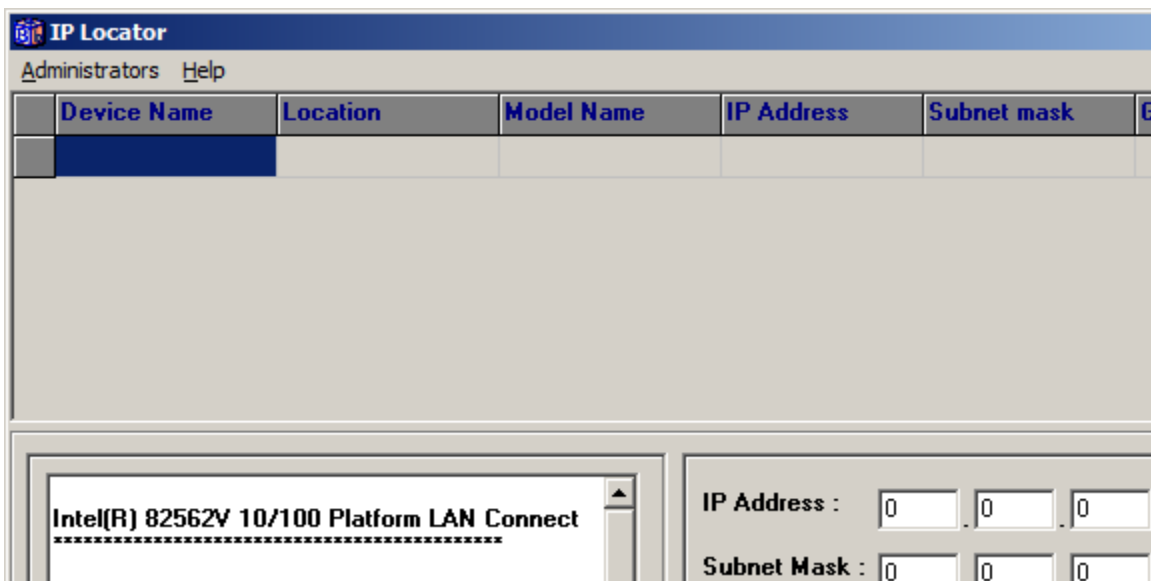 IP Locator
Administrators Help
Device Name Location Model Name IP Address Subnet mask
Intel(R) 82562V 10/100 Platform LAN Connect
*********************************************
IP Address : 0 . 0 . 0
Subnet Mask : 0 0 0